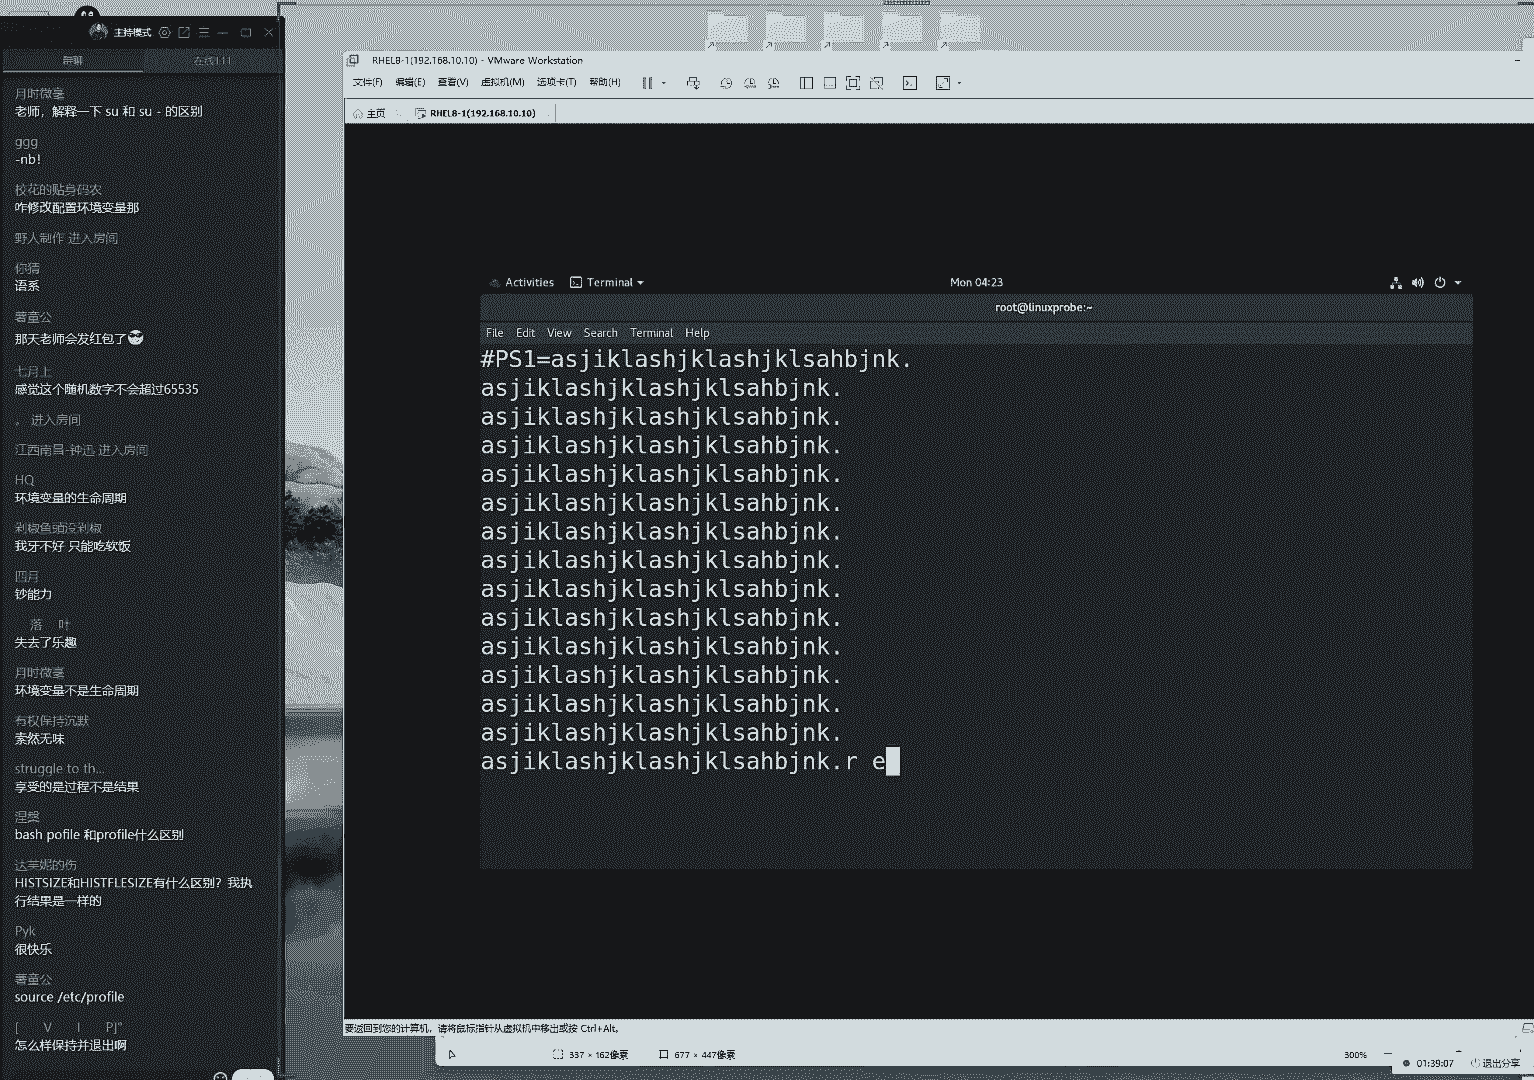 主持模式
群聊
月时微毫
老师，解释一下 su 和 su - 的区别
ggg
-nb!
校花的贴身码农
咋修改配置环境变量那
野人制作 进入房间
你猜
语系
薯童公
那天老师会发红包了😎
七月上
感觉这个随机数字不会超过65535
。 进入房间
江西南昌-钟迅 进入房间
HQ
环境变量的生命周期
剁椒鱼頭没剁椒
我牙不好 只能吃软饭
四月
钞能力
落 叶
失去了乐趣
月时微毫
环境变量不是生命周期
有权保持沉默
索然无味
struggle to th...
享受的是过程不是结果
涅槃
bash pofile 和profile什么区别
达芙妮的伤
HISTSIZE和HISTFLESIZE有什么区别？我执
行结果是一样的
Pyk
很快乐
薯童公
source /etc/profile
[ V I P]°
怎么样保持并退出啊
RHEL8-1(192.168.10.10) - VMware Workstation
文件(F) 编辑(E) 查看(V) 虚拟机(M) 选项卡(T) 帮助(H)
主页 RHEL8-1(192.168.10.10)
Activities Terminal Mon 04:23
root@linuxprobe:~
File Edit View Search Terminal Help
#PS1=asjiklashjklashjklsahbjnk.
asjiklashjklashjklsahbjnk.
asjiklashjklashjklsahbjnk.
asjiklashjklashjklsahbjnk.
asjiklashjklashjklsahbjnk.
asjiklashjklashjklsahbjnk.
asjiklashjklashjklsahbjnk.
asjiklashjklashjklsahbjnk.
asjiklashjklashjklsahbjnk.
asjiklashjklashjklsahbjnk.
asjiklashjklashjklsahbjnk.
asjiklashjklashjklsahbjnk.
asjiklashjklashjklsahbjnk.
asjiklashjklashjklsahbjnk.
asjiklashjklashjklsahbjnk.r e
要返回到您的计算机，请将鼠标指针从虚拟机中移出或按 Ctrl+Alt。
337 × 162像素 677 × 447像素 300%
01:39:07 退出分享